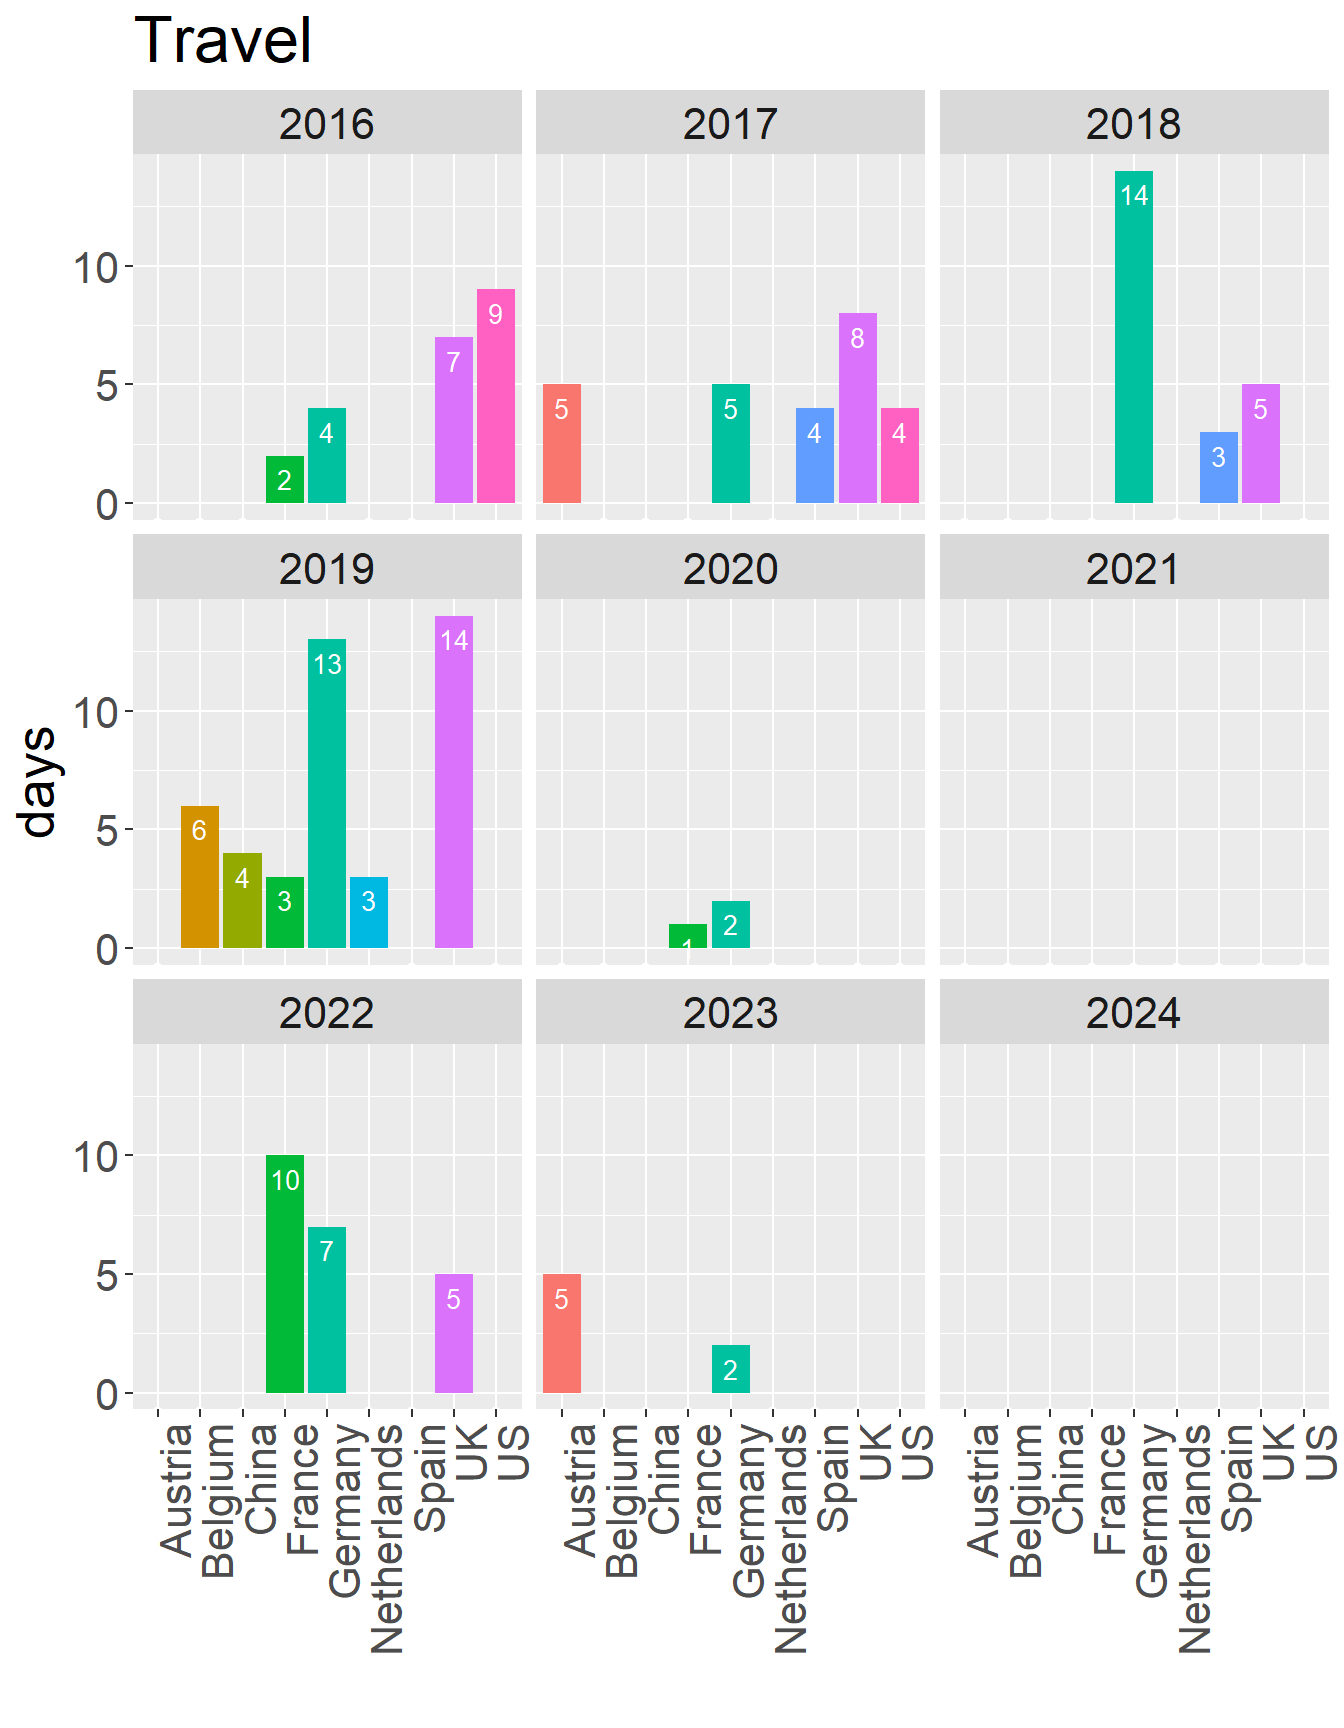 Travel
2016 2017 2018
10
5
0
2 4 7 9
5 5 4 8 4
14 3 5
2019 2020 2021
days
10
5
0
6 4 3 13 3 14
1 2
2022 2023 2024
10
5
0
10 7 5
5 2
Austria Belgium China France Germany Netherlands Spain UK US
Austria Belgium China France Germany Netherlands Spain UK US
Austria Belgium China France Germany Netherlands Spain UK US